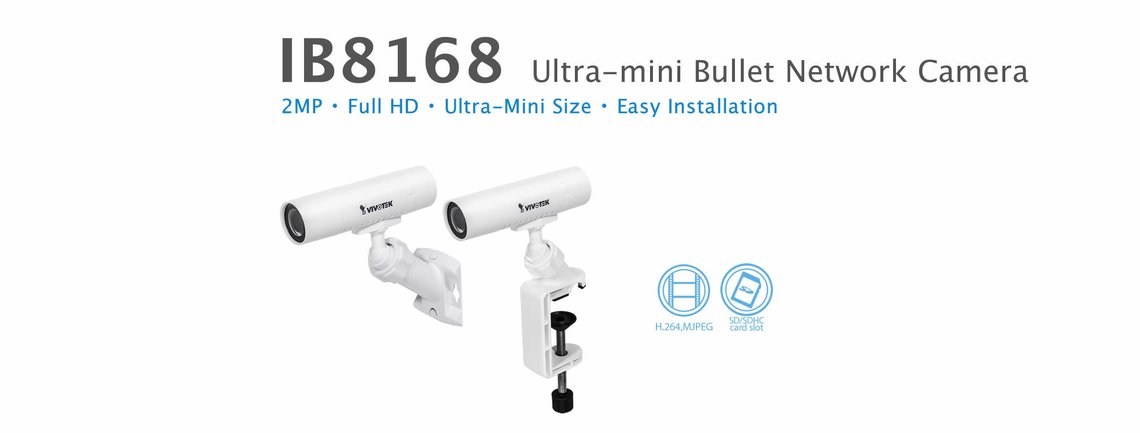 IB8168 Ultra-mini Bullet Network Camera
2MP • Full HD • Ultra-Mini Size • Easy Installation
VIVOTEK
VIVOTEK
H.264,MJPEG
SD
SD/SDHC
card slot